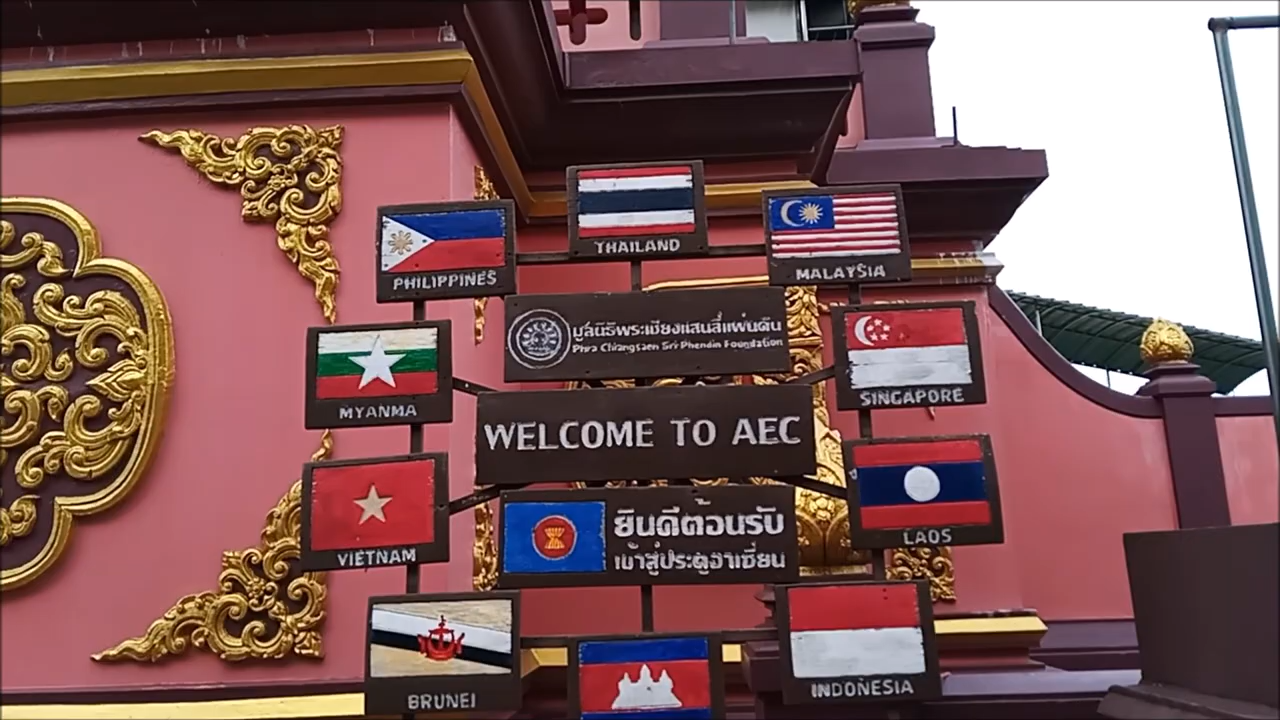 THAILAND
PHILIPPINES
MALAYSIA
มูลนิธิพระเชียงแสนสี่แผ่นดิน
Phra Chiangsaen Sri Phendin Foundation
MYANMA
SINGAPORE
WELCOME TO AEC
VIETNAM
LAOS
ยินดีต้อนรับ
เข้าสู่ประตูอาเซี่ยน
BRUNEI
INDONESIA